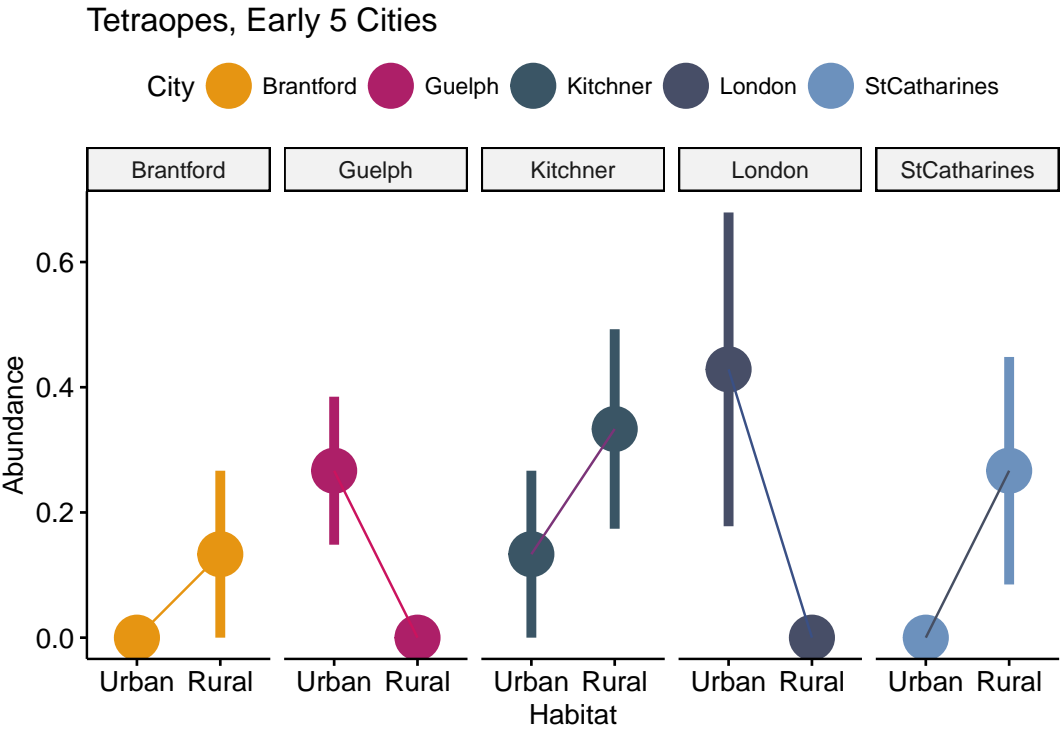 Tetraopes, Early 5 Cities
City Brantford Guelph Kitchner London StCatharines
Brantford Guelph Kitchner London StCatharines
0.6
0.4
0.2
0.0
Abundance
Urban Rural Urban Rural Urban Rural Urban Rural Urban Rural
Habitat